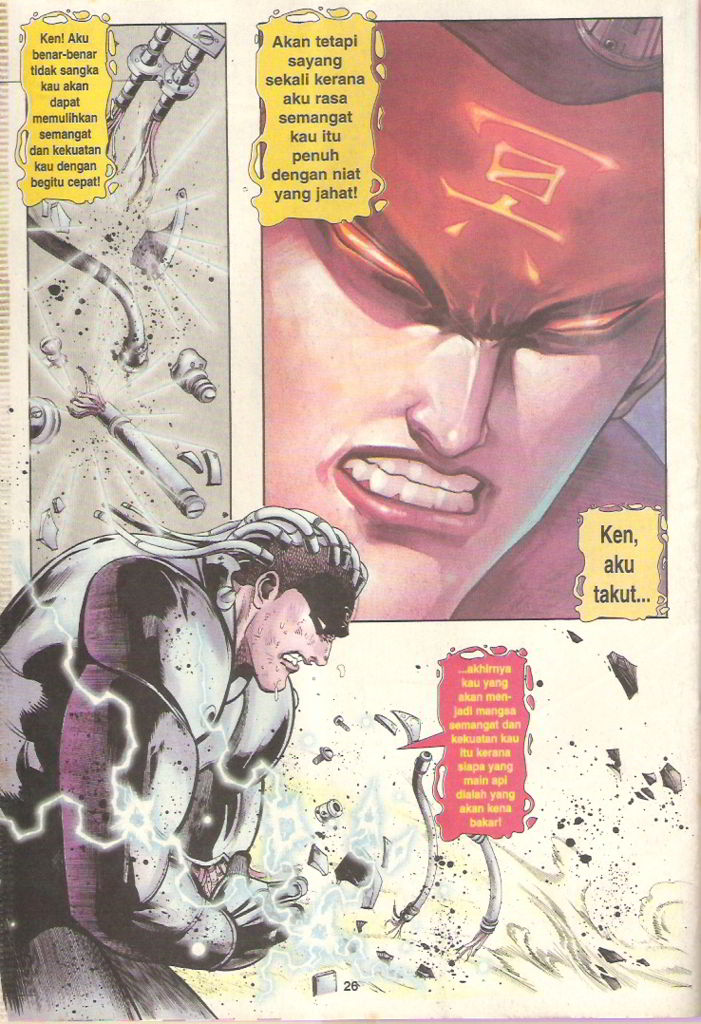 Ken! Aku
benar-benar
tidak sangka
kau akan
dapat
memulihkan
semangat
dan kekuatan
kau dengan
begitu cepat!
Akan tetapi
sayang
sekali kerana
aku rasa
semangat
kau itu
penuh
dengan niat
yang jahat!
Ken,
aku
takut...
...akhirnya
kau yang
akan men-
jadi mangsa
semangat dan
kekuatan kau
itu kerana
siapa yang
main api
dialah yang
akan kena
bakar!
26